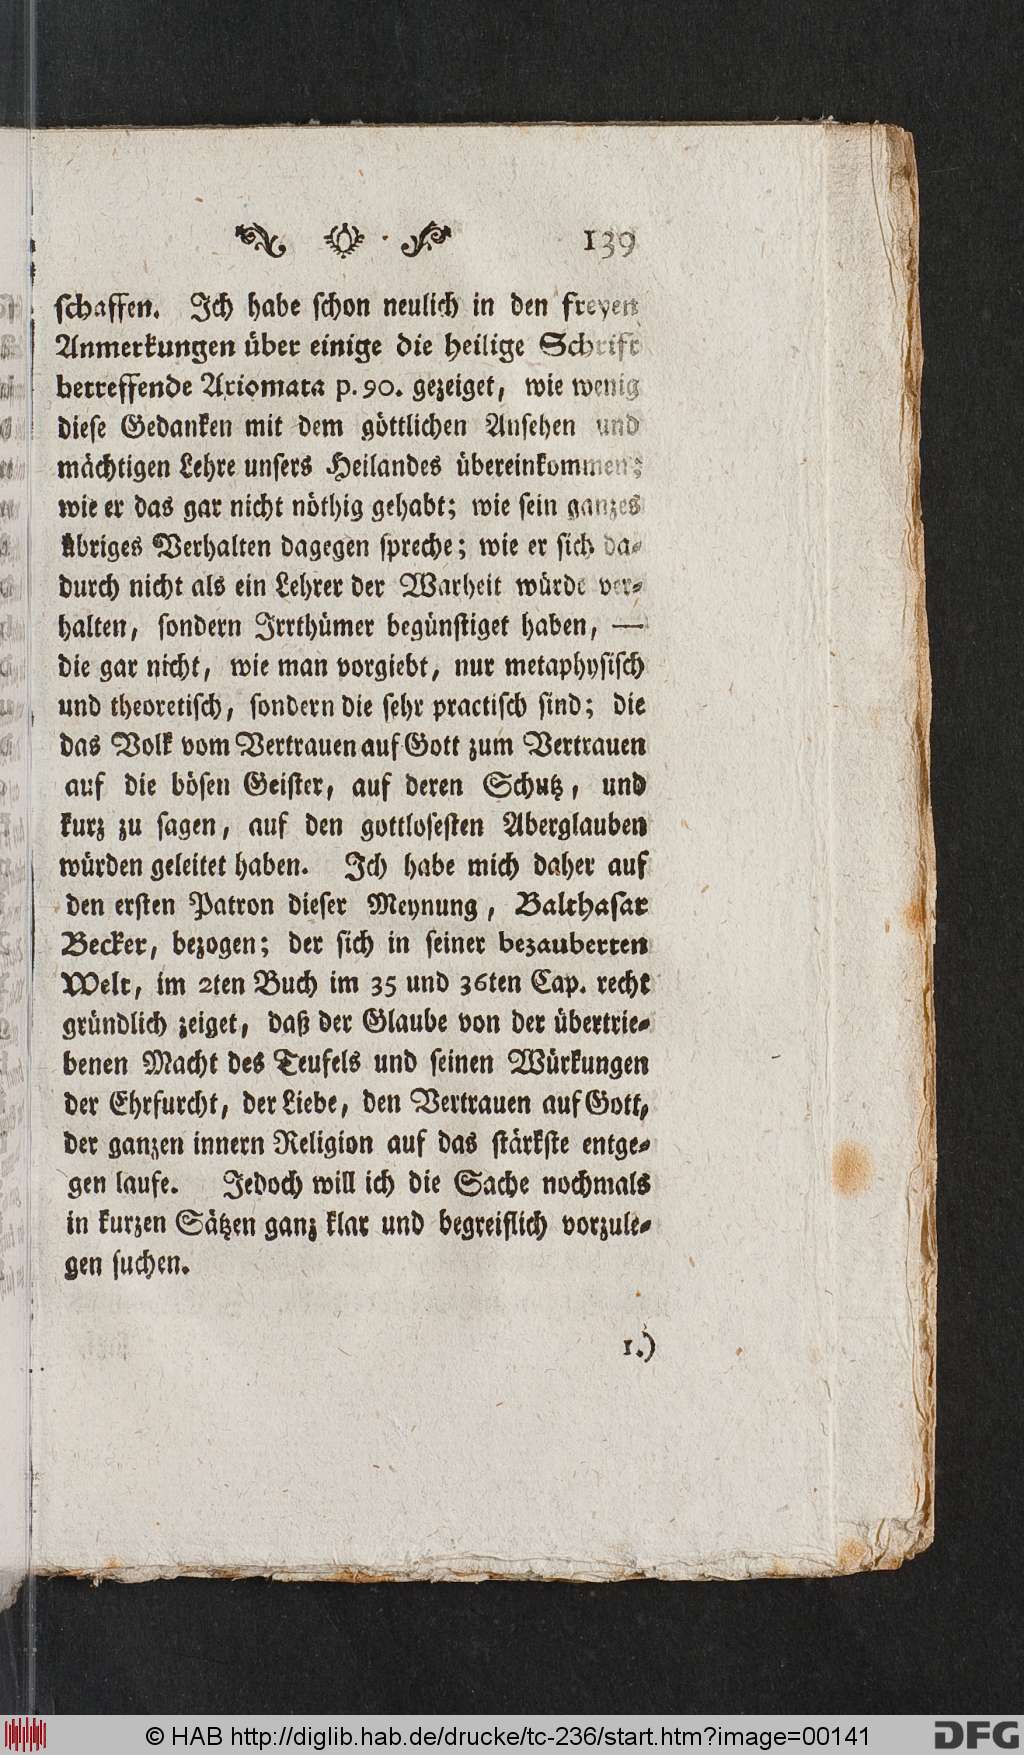 139
schaffen. Ich habe schon neulich in den freyen
Anmerkungen über einige die heilige Schrift
betreffende Axiomata p. 90. gezeiget, wie wenig
diese Gedanken mit dem göttlichen Ansehen und
mächtigen Lehre unsers Heilandes übereinkommen;
wie er das gar nicht nöthig gehabt; wie sein ganzes
übriges Verhalten dagegen spreche; wie er sich da-
durch nicht als ein Lehrer der Warheit würde ver-
halten, sondern Irrthümer begünstiget haben, —
die gar nicht, wie man vorgiebt, nur metaphysisch
und theoretisch, sondern die sehr practisch sind; die
das Volk vom Vertrauen auf Gott zum Vertrauen
auf die bösen Geister, auf deren Schutz, und
kurz zu sagen, auf den gottlosesten Aberglauben
würden geleitet haben. Ich habe mich daher auf
den ersten Patron dieser Meynung, Balthasar
Becker, bezogen; der sich in seiner bezauberten
Welt, im 2ten Buch im 35 und 36ten Cap. recht
gründlich zeiget, daß der Glaube von der übertrie-
benen Macht des Teufels und seinen Würkungen
der Ehrfurcht, der Liebe, den Vertrauen auf Gott,
der ganzen innern Religion auf das stärkste entge-
gen laufe. Jedoch will ich die Sache nochmals
in kurzen Sätzen ganz klar und begreiflich vorzule-
gen suchen.
1.)
© HAB http://diglib.hab.de/drucke/tc-236/start.htm?image=00141
DFG